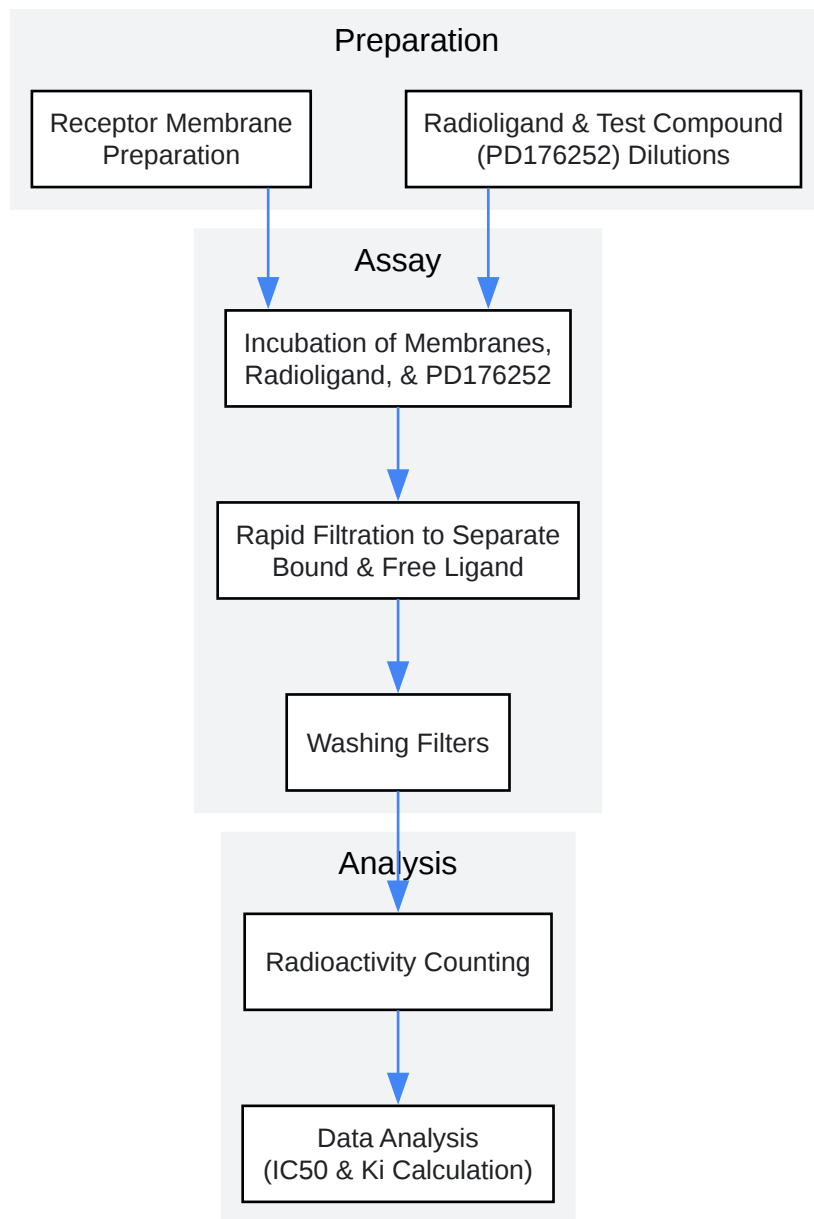 Preparation
Receptor Membrane
Preparation
Radioligand & Test Compound
(PD176252) Dilutions
Assay
Incubation of Membranes,
Radioligand, & PD176252
Rapid Filtration to Separate
Bound & Free Ligand
Washing Filters
Analysis
Radioactivity Counting
Data Analysis
(IC50 & Ki Calculation)